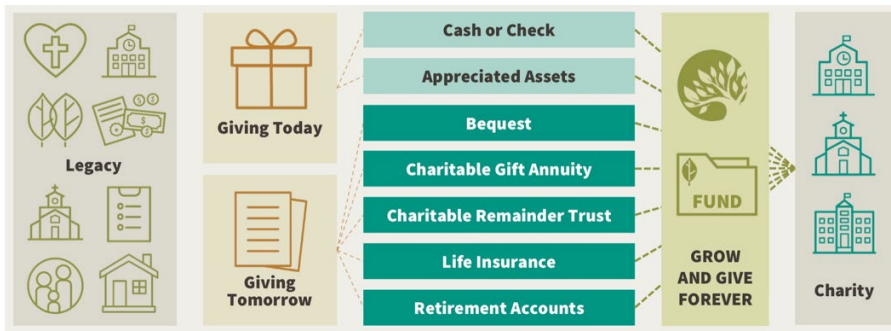 Legacy
Giving Today
Giving
Tomorrow
Cash or Check
Appreciated Assets
Bequest
Charitable Gift Annuity
Charitable Remainder Trust
Life Insurance
Retirement Accounts
FUND
GROW
AND GIVE
FOREVER
Charity